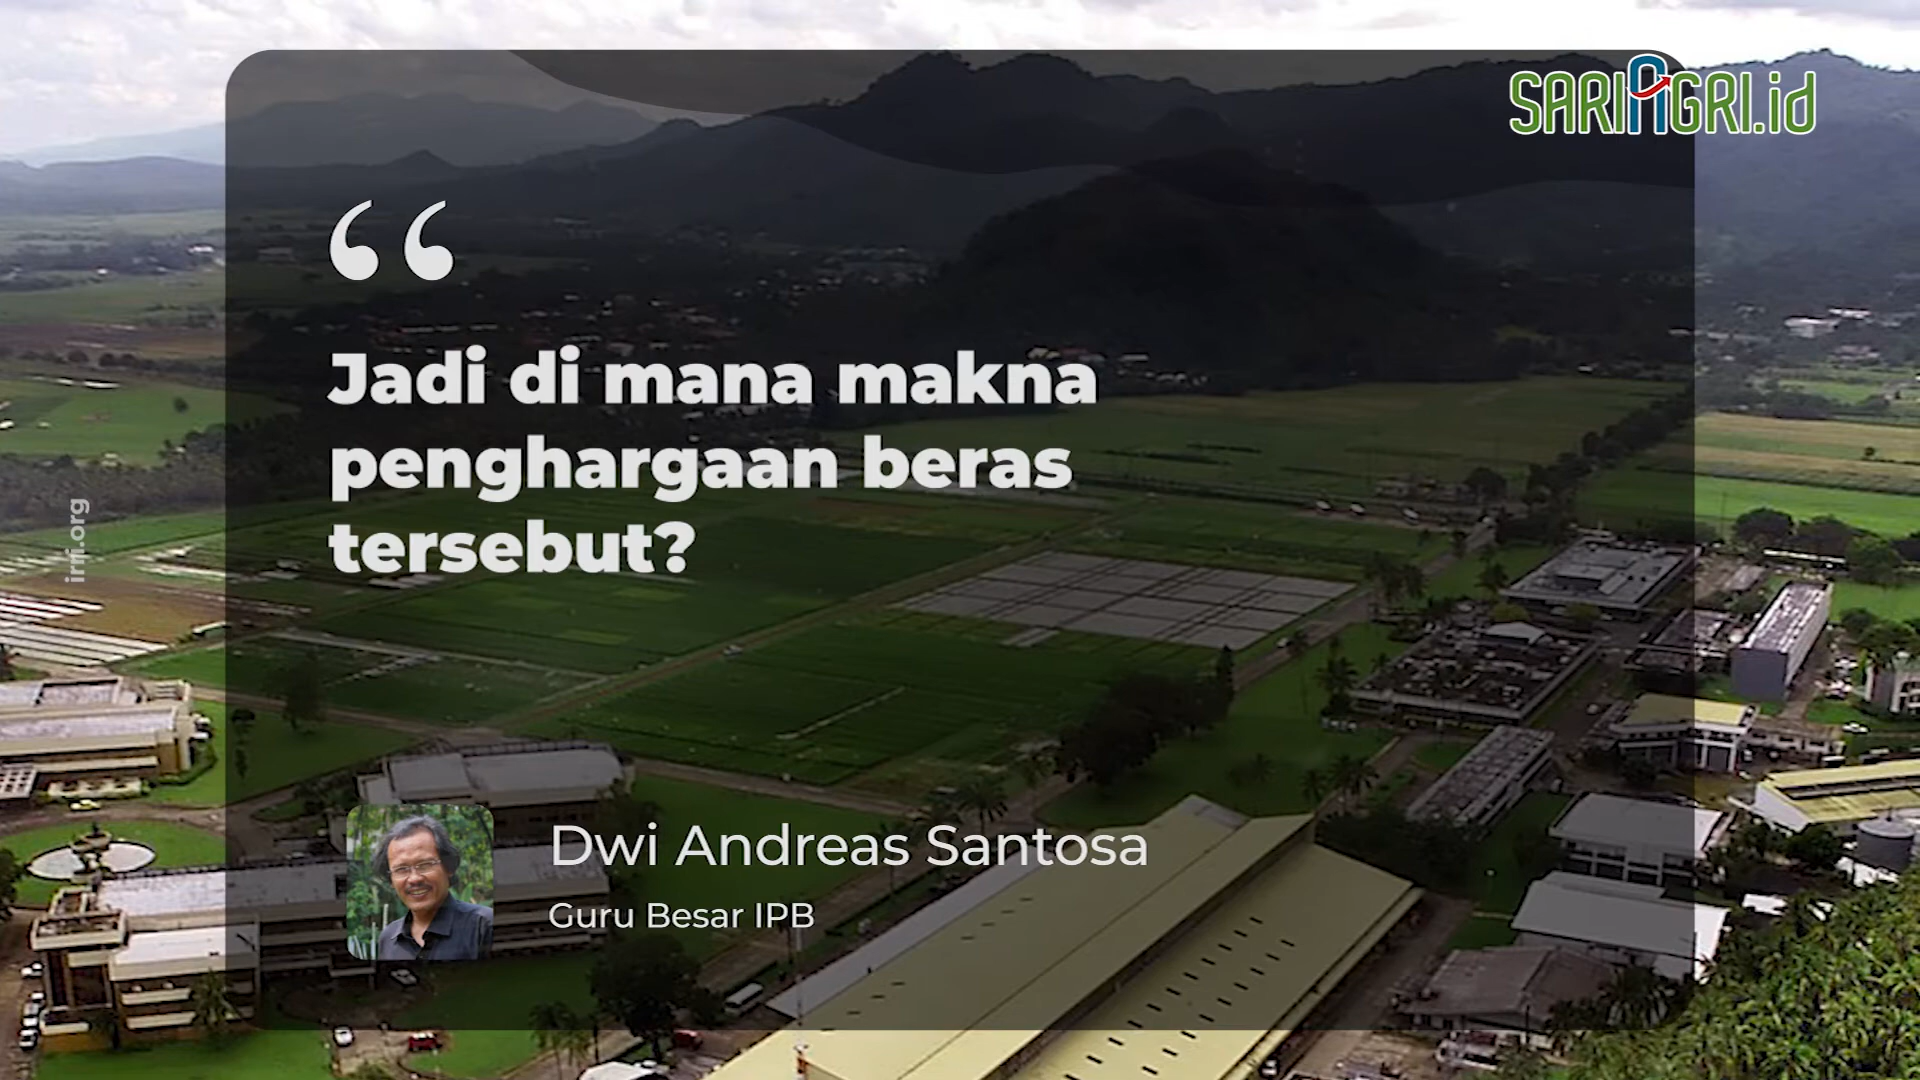 SARIAGRI.id
“
Jadi di mana makna
penghargaan beras
tersebut?
irri.org
Dwi Andreas Santosa
Guru Besar IPB